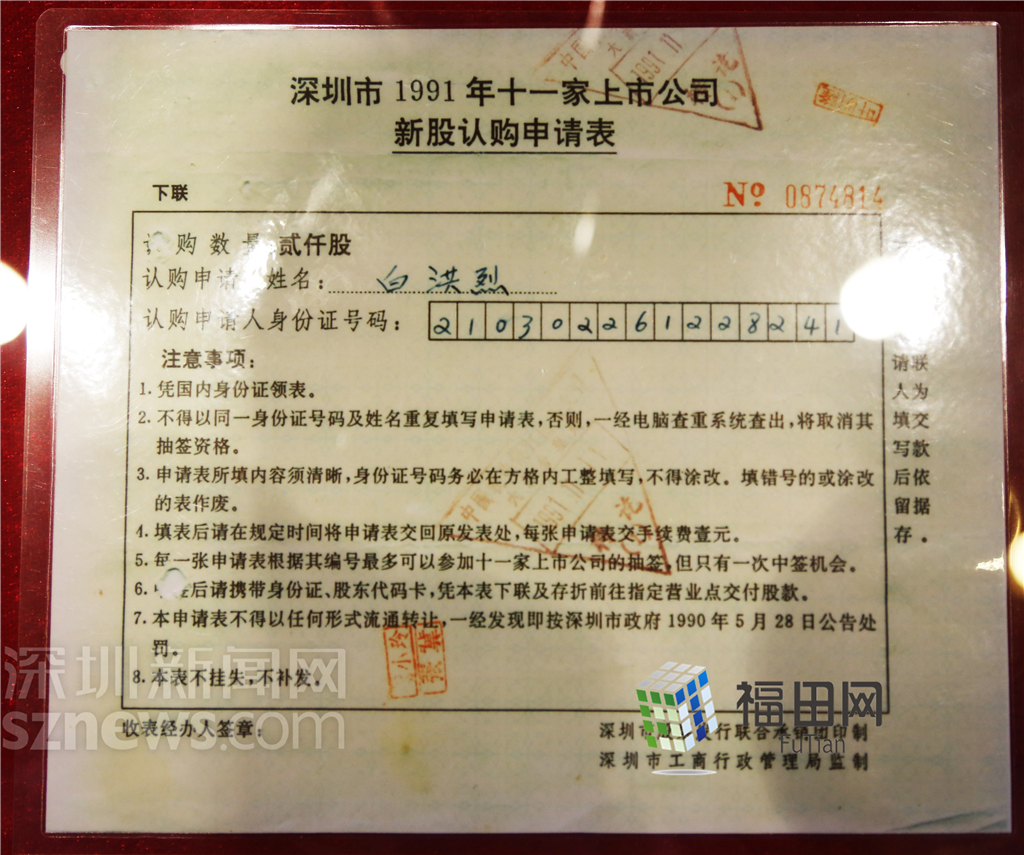 深圳市1991年十一家上市公司
新股认购申请表
下联
Nº 0874814
认购数量 贰仟股
认购申请 姓名：白洪烈
认购申请人身份证号码：210302261228241
注意事项：
1. 凭国内身份证领表。
2. 不得以同一身份证号码及姓名重复填写申请表，否则，一经电脑查重系统查出，将取消其
抽签资格。
3. 申请表所填内容须清晰，身份证号码务必在方格内工整填写，不得涂改。填错号的或涂改
的表作废。
4. 填表后请在规定时间将申请表交回原发表处，每张申请表交手续费壹元。
5. 每一张申请表根据其编号最多可以参加十一家上市公司的抽签，但只有一次中签机会。
6. 中签后请携带身份证、股东代码卡，凭本表下联及存折前往指定营业点交付股款。
7. 本申请表不得以任何形式流通转让，一经发现即按深圳市政府1990年5月28日公告处
罚。
8. 本表不挂失，不补发。
请联
人为
填交
写款
后依
留据
存。
收表经办人签章：
深圳市 行联合承销团印制
深圳市工商行政管理局监制
1991 11
1991 11
深圳新闻网
sznews.com
福田网
Futian